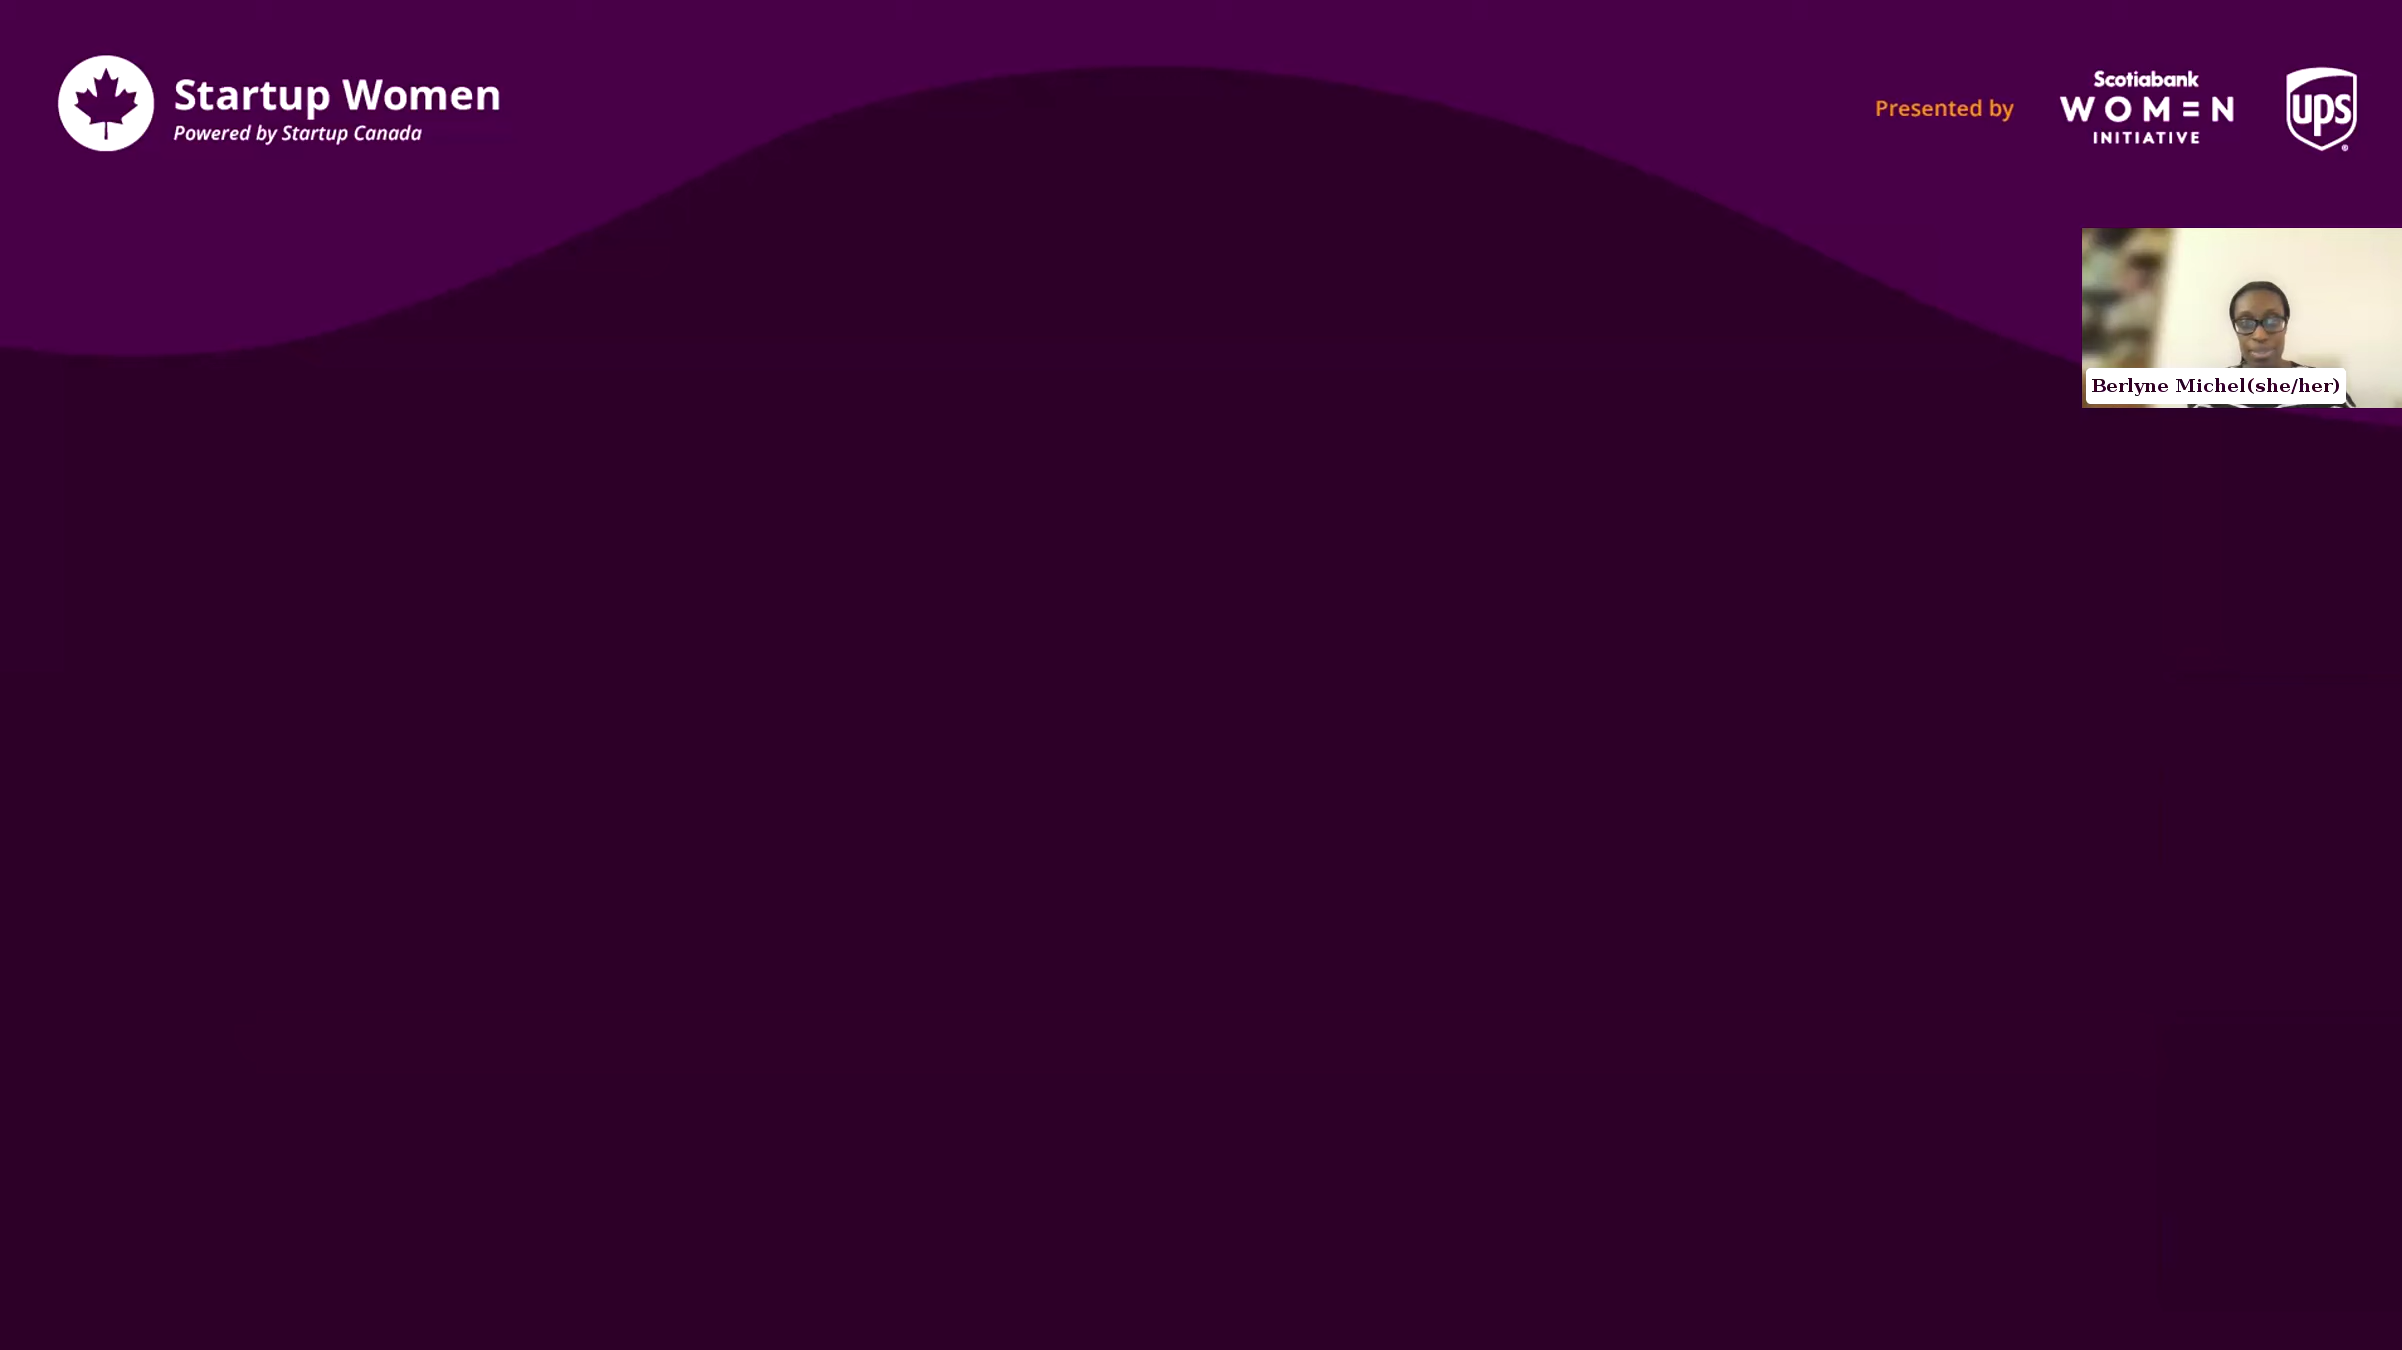 Startup Women
Powered by Startup Canada
Presented by
Scotiabank
WOMEN
INITIATIVE
ups
Berlyne Michel(she/her)